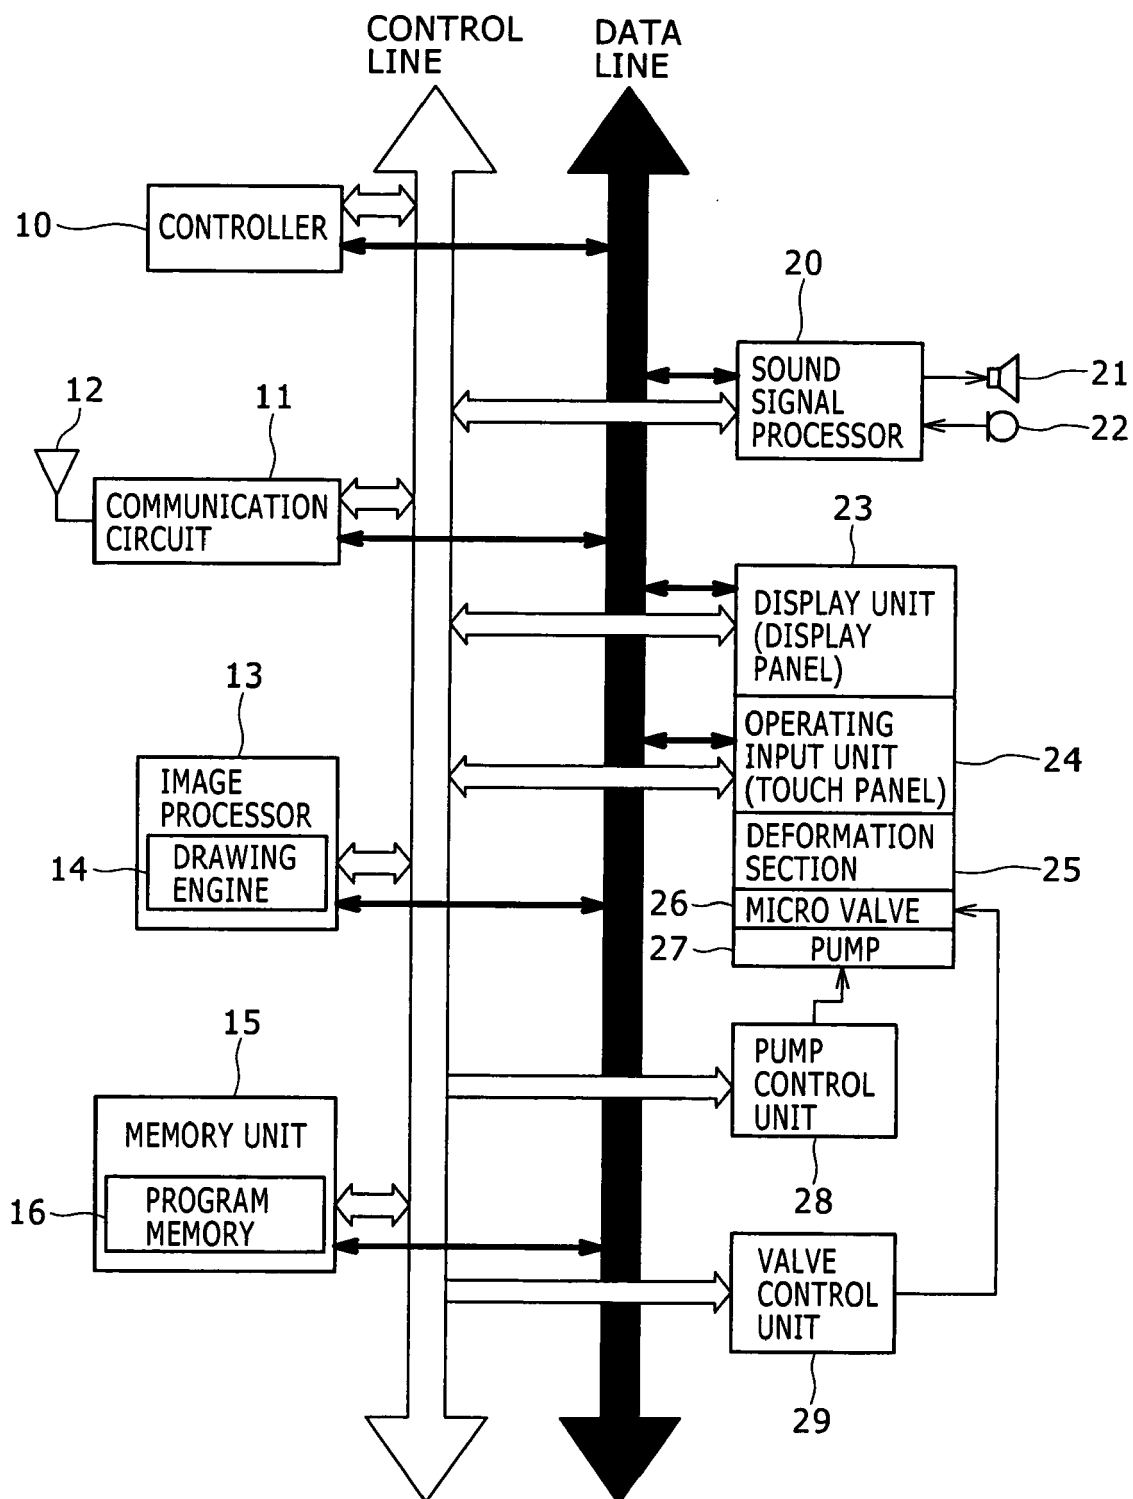 CONTROL
LINE
DATA
LINE
10
CONTROLLER
20
SOUND
SIGNAL
PROCESSOR
21
22
12
11
COMMUNICATION
CIRCUIT
23
DISPLAY UNIT
(DISPLAY
PANEL)
13
IMAGE
PROCESSOR
14
DRAWING
ENGINE
OPERATING
INPUT UNIT
(TOUCH PANEL)
24
DEFORMATION
SECTION
25
26
MICRO VALVE
27
PUMP
15
MEMORY UNIT
16
PROGRAM
MEMORY
PUMP
CONTROL
UNIT
28
VALVE
CONTROL
UNIT
29